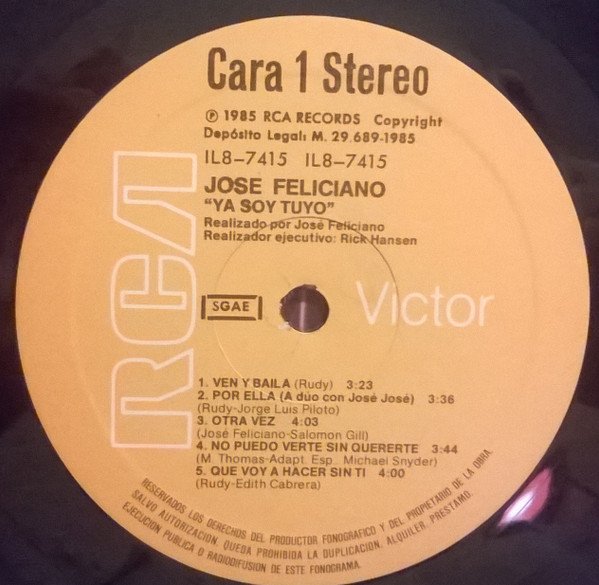 Cara 1 Stereo
℗ 1985 RCA RECORDS Copyright
Depósito Legal: M. 29.689-1985
IL8-7415 IL8-7415
JOSE FELICIANO
"YA SOY TUYO"
Realizado por José Feliciano
Realizador ejecutivo: Rick Hansen
RCA
SGAE
Victor
1. VEN Y BAILA (Rudy) 3:23
2. POR ELLA (A dúo con José José) 3:36
(Rudy-Jorge Luis Piloto)
3. OTRA VEZ 4:03
(José Feliciano-Salomon Gill)
4. NO PUEDO VERTE SIN QUERERTE 3:44
(M. Thomas-Adapt. Esp. Michael Snyder)
5. QUE VOY A HACER SIN TI 4:00
(Rudy-Edith Cabrera)
RESERVADOS LOS DERECHOS DEL PRODUCTOR FONOGRAFICO Y DEL PROPIETARIO DE LA OBRA.
SALVO AUTORIZACION. QUEDA PROHIBIDA LA DUPLICACION. ALQUILER, PRESTAMO.
EJECUCION PUBLICA O RADIODIFUSION DE ESTE FONOGRAMA.